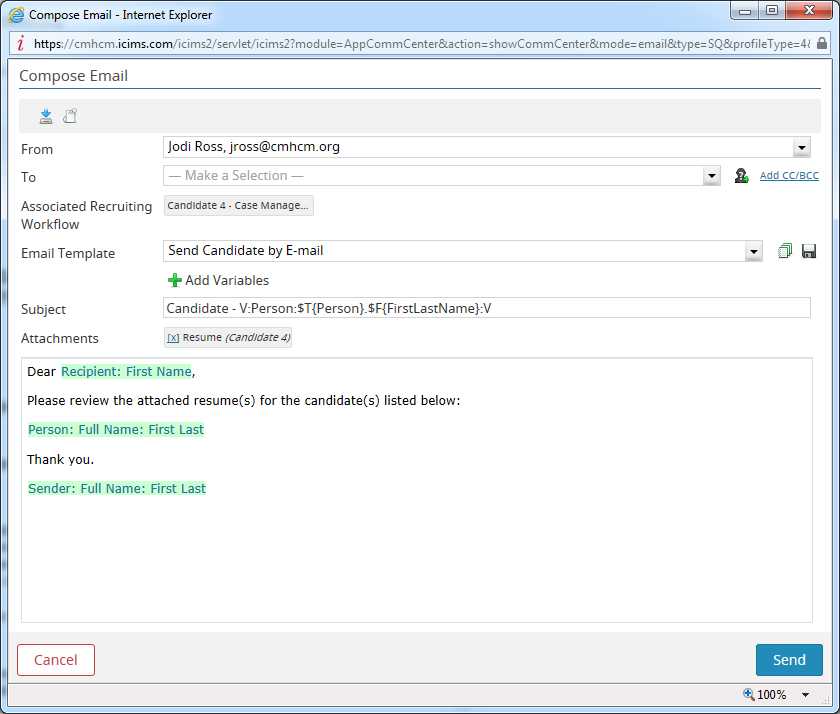 Compose Email - Internet Explorer
https://cmhcm.icims.com/icims2/servlet/icims2?module=AppCommCenter&action=showCommCenter&mode=email&type=SQ&profileType=4&
Compose Email
From Jodi Ross, jross@cmhcm.org
To — Make a Selection — Add CC/BCC
Associated Recruiting Candidate 4 - Case Manage...
Workflow
Email Template Send Candidate by E-mail
Add Variables
Subject Candidate - V:Person:$T{Person}.$F{FirstLastName}:V
Attachments [X] Resume (Candidate 4)
Dear Recipient: First Name,
Please review the attached resume(s) for the candidate(s) listed below:
Person: Full Name: First Last
Thank you.
Sender: Full Name: First Last
Cancel Send
100%